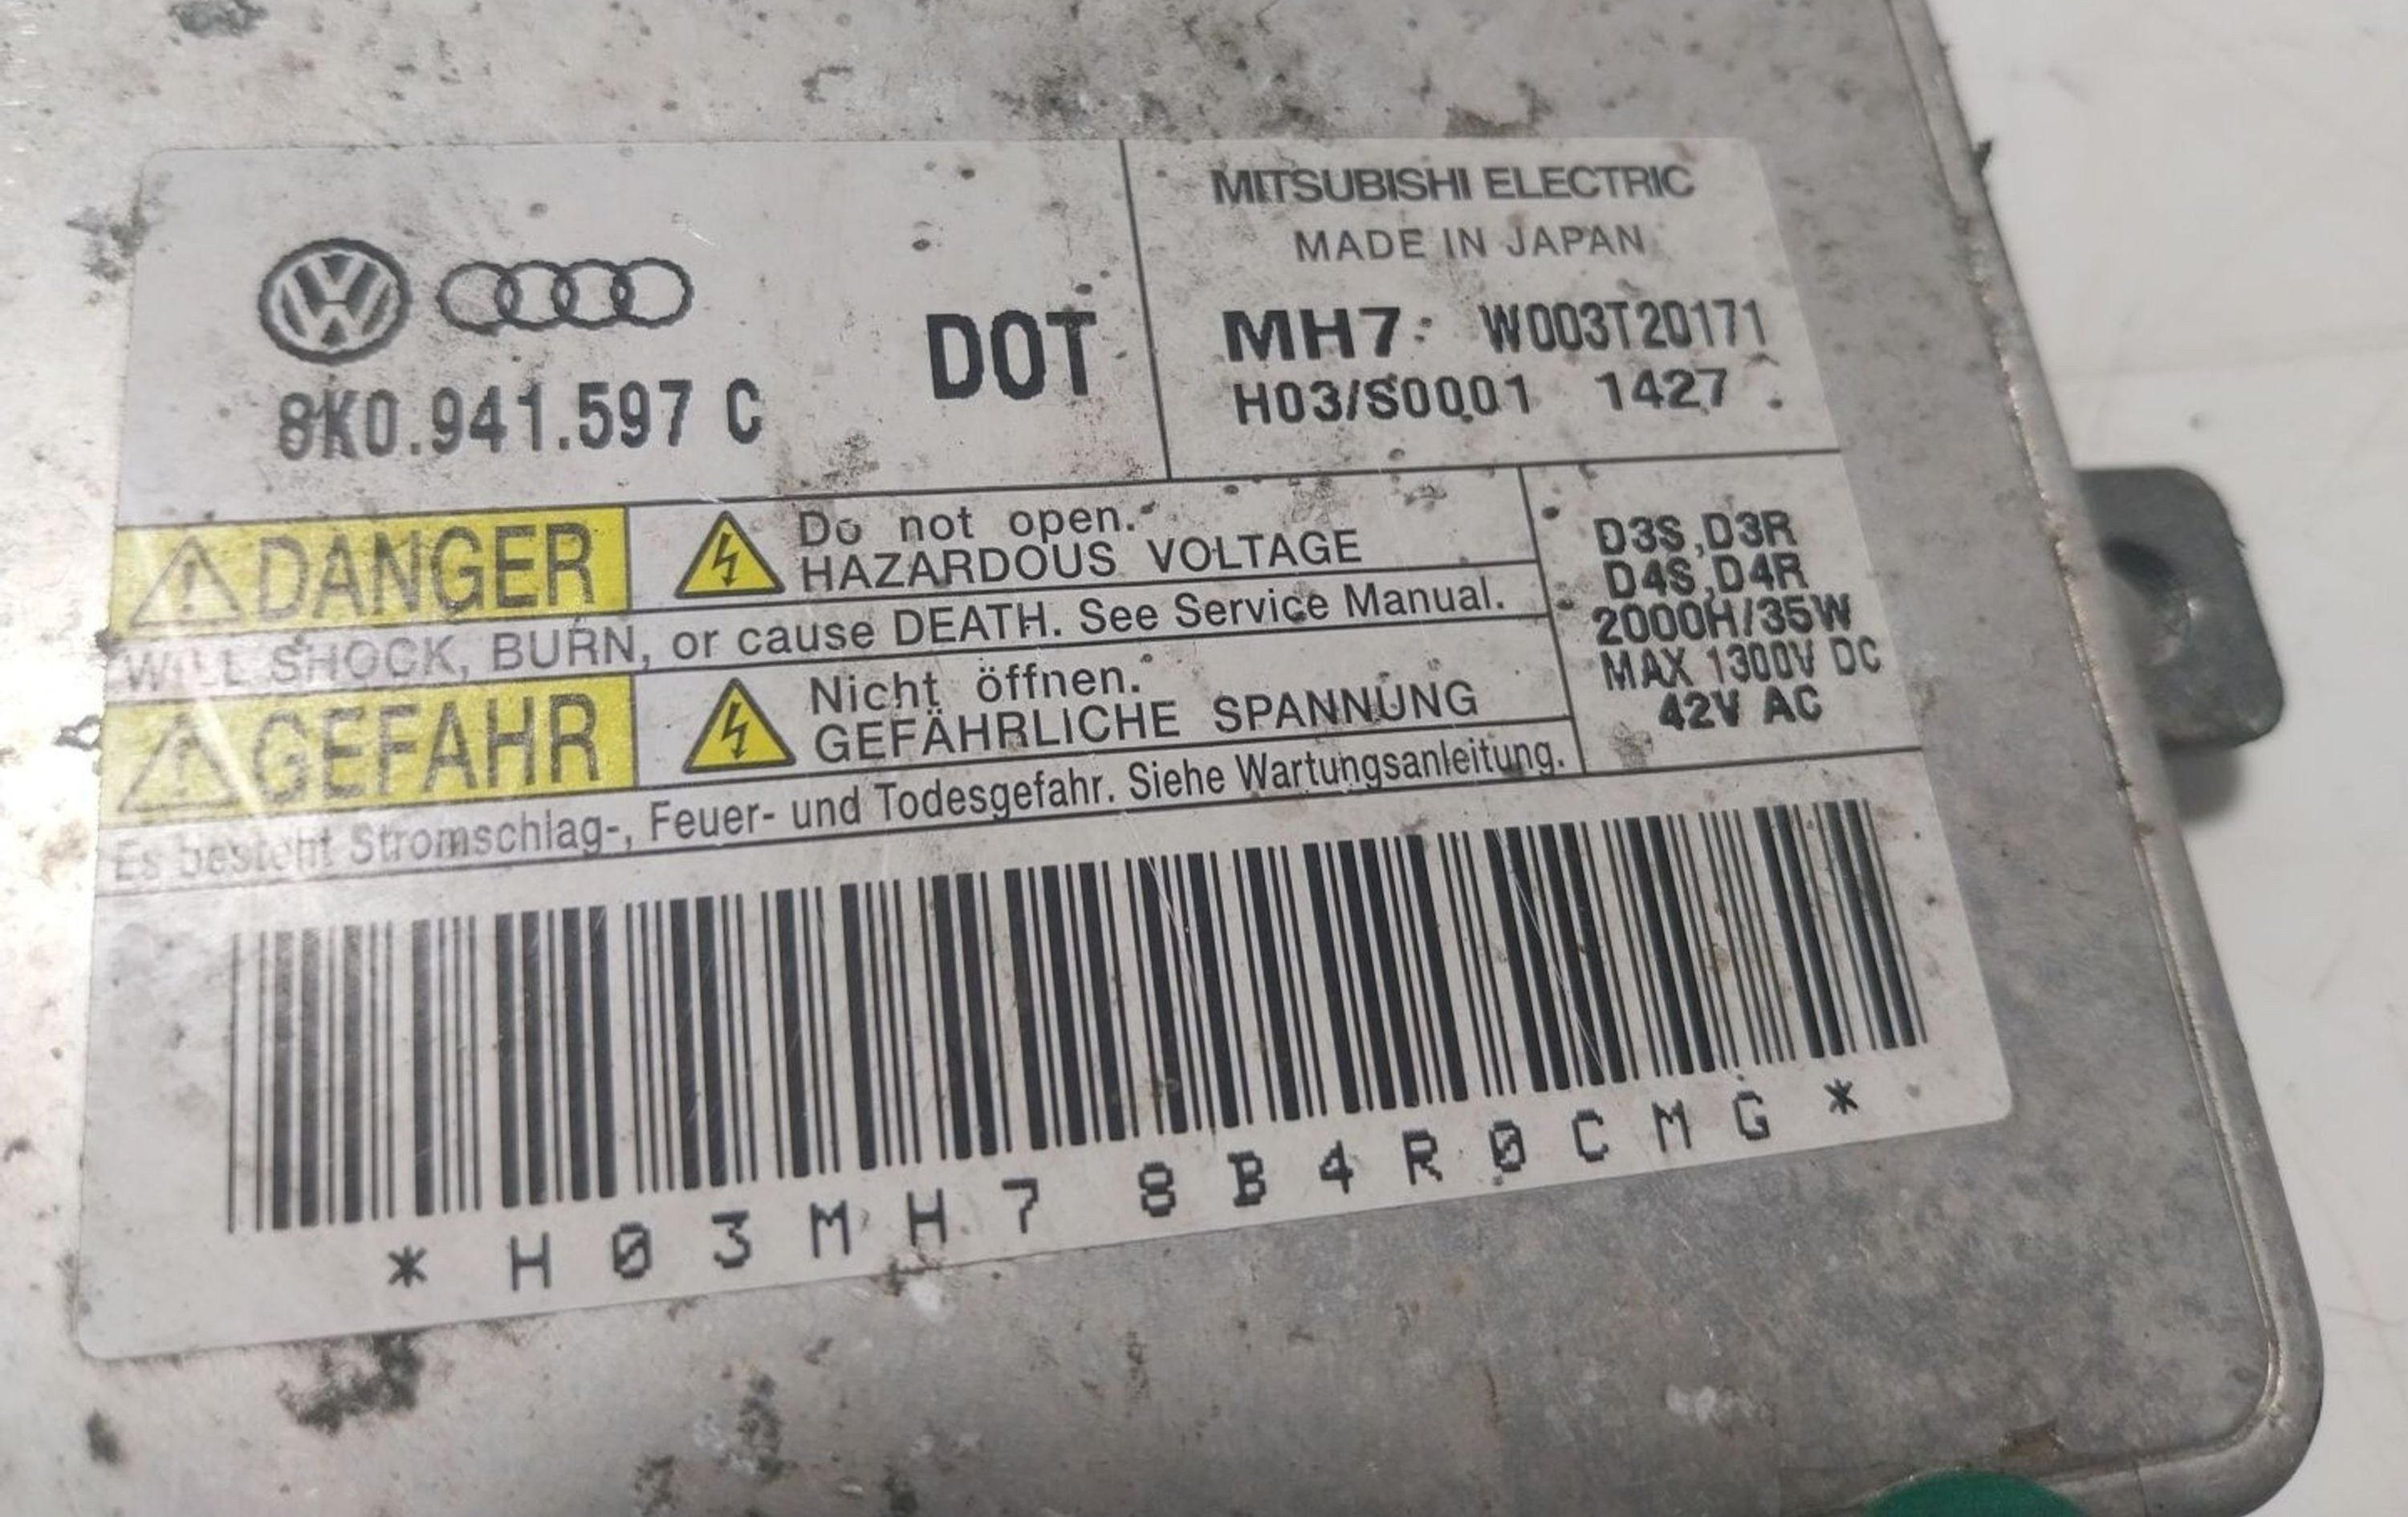 8K0.941.597 C
DOT
MITSUBISHI ELECTRIC
MADE IN JAPAN
MH7 W003T20171
H03/S0001 1427
DANGER
Do not open.
HAZARDOUS VOLTAGE
WILL SHOCK, BURN, or cause DEATH. See Service Manual.
GEFAHR
Nicht öffnen.
GEFÄHRLICHE SPANNUNG
Es besteht Stromschlag-, Feuer- und Todesgefahr. Siehe Wartungsanleitung.
D3S,D3R
D4S,D4R
2000H/35W
MAX 1300V DC
42V AC
*H03MH7 8B4R0CMG*